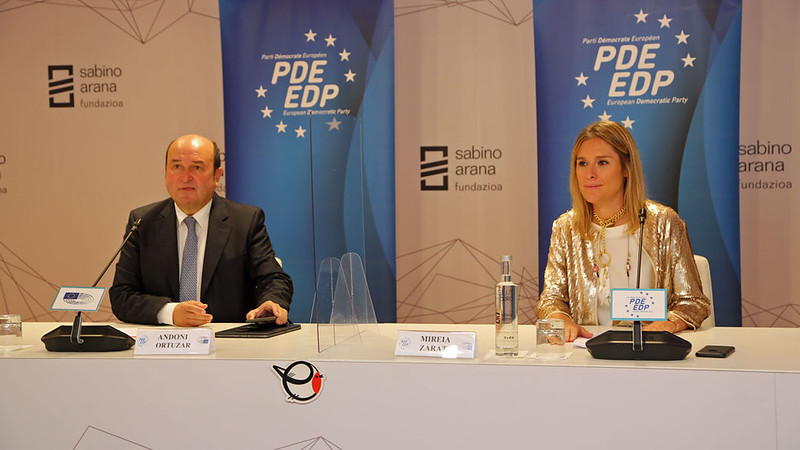 sabino
arana
fundazioa
Parti Démocrate Européen
PDE
EDP
European Democratic Party
sabino
arana
fundazioa
Parti Démocrate Européen
PDE
EDP
European Democratic Party
sabino
arana
fundazioa
ANDONI
ORTUZAR
MIREIA
PDE
EDP